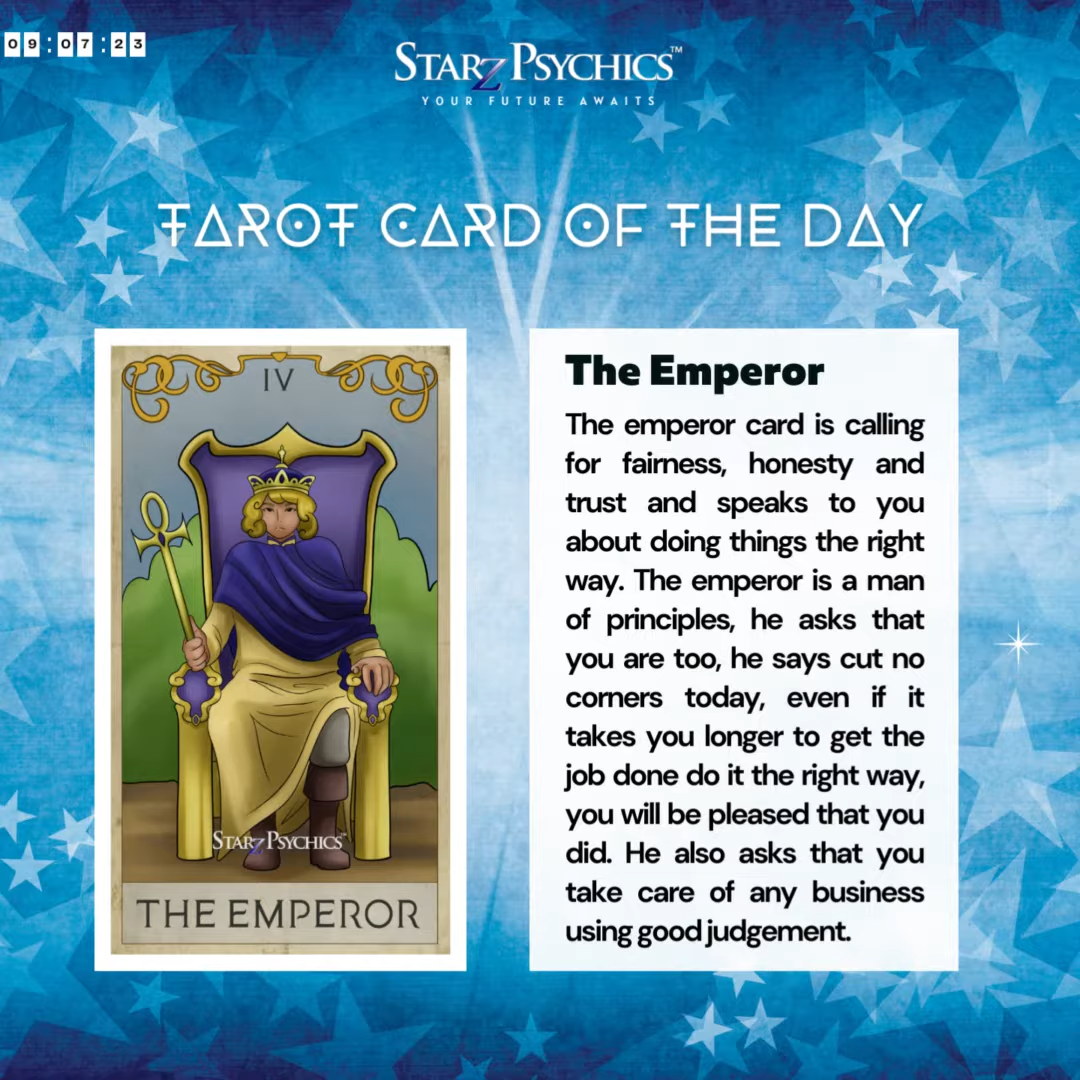 09:07:23
STARZ PSYCHICS™
YOUR FUTURE AWAITS
TAROT CARD OF THE DAY
IV
STARZ PSYCHICS™
THE EMPEROR
The Emperor
The emperor card is calling
for fairness, honesty and
trust and speaks to you
about doing things the right
way. The emperor is a man
of principles, he asks that
you are too, he says cut no
corners today, even if it
takes you longer to get the
job done do it the right way,
you will be pleased that you
did. He also asks that you
take care of any business
using good judgement.